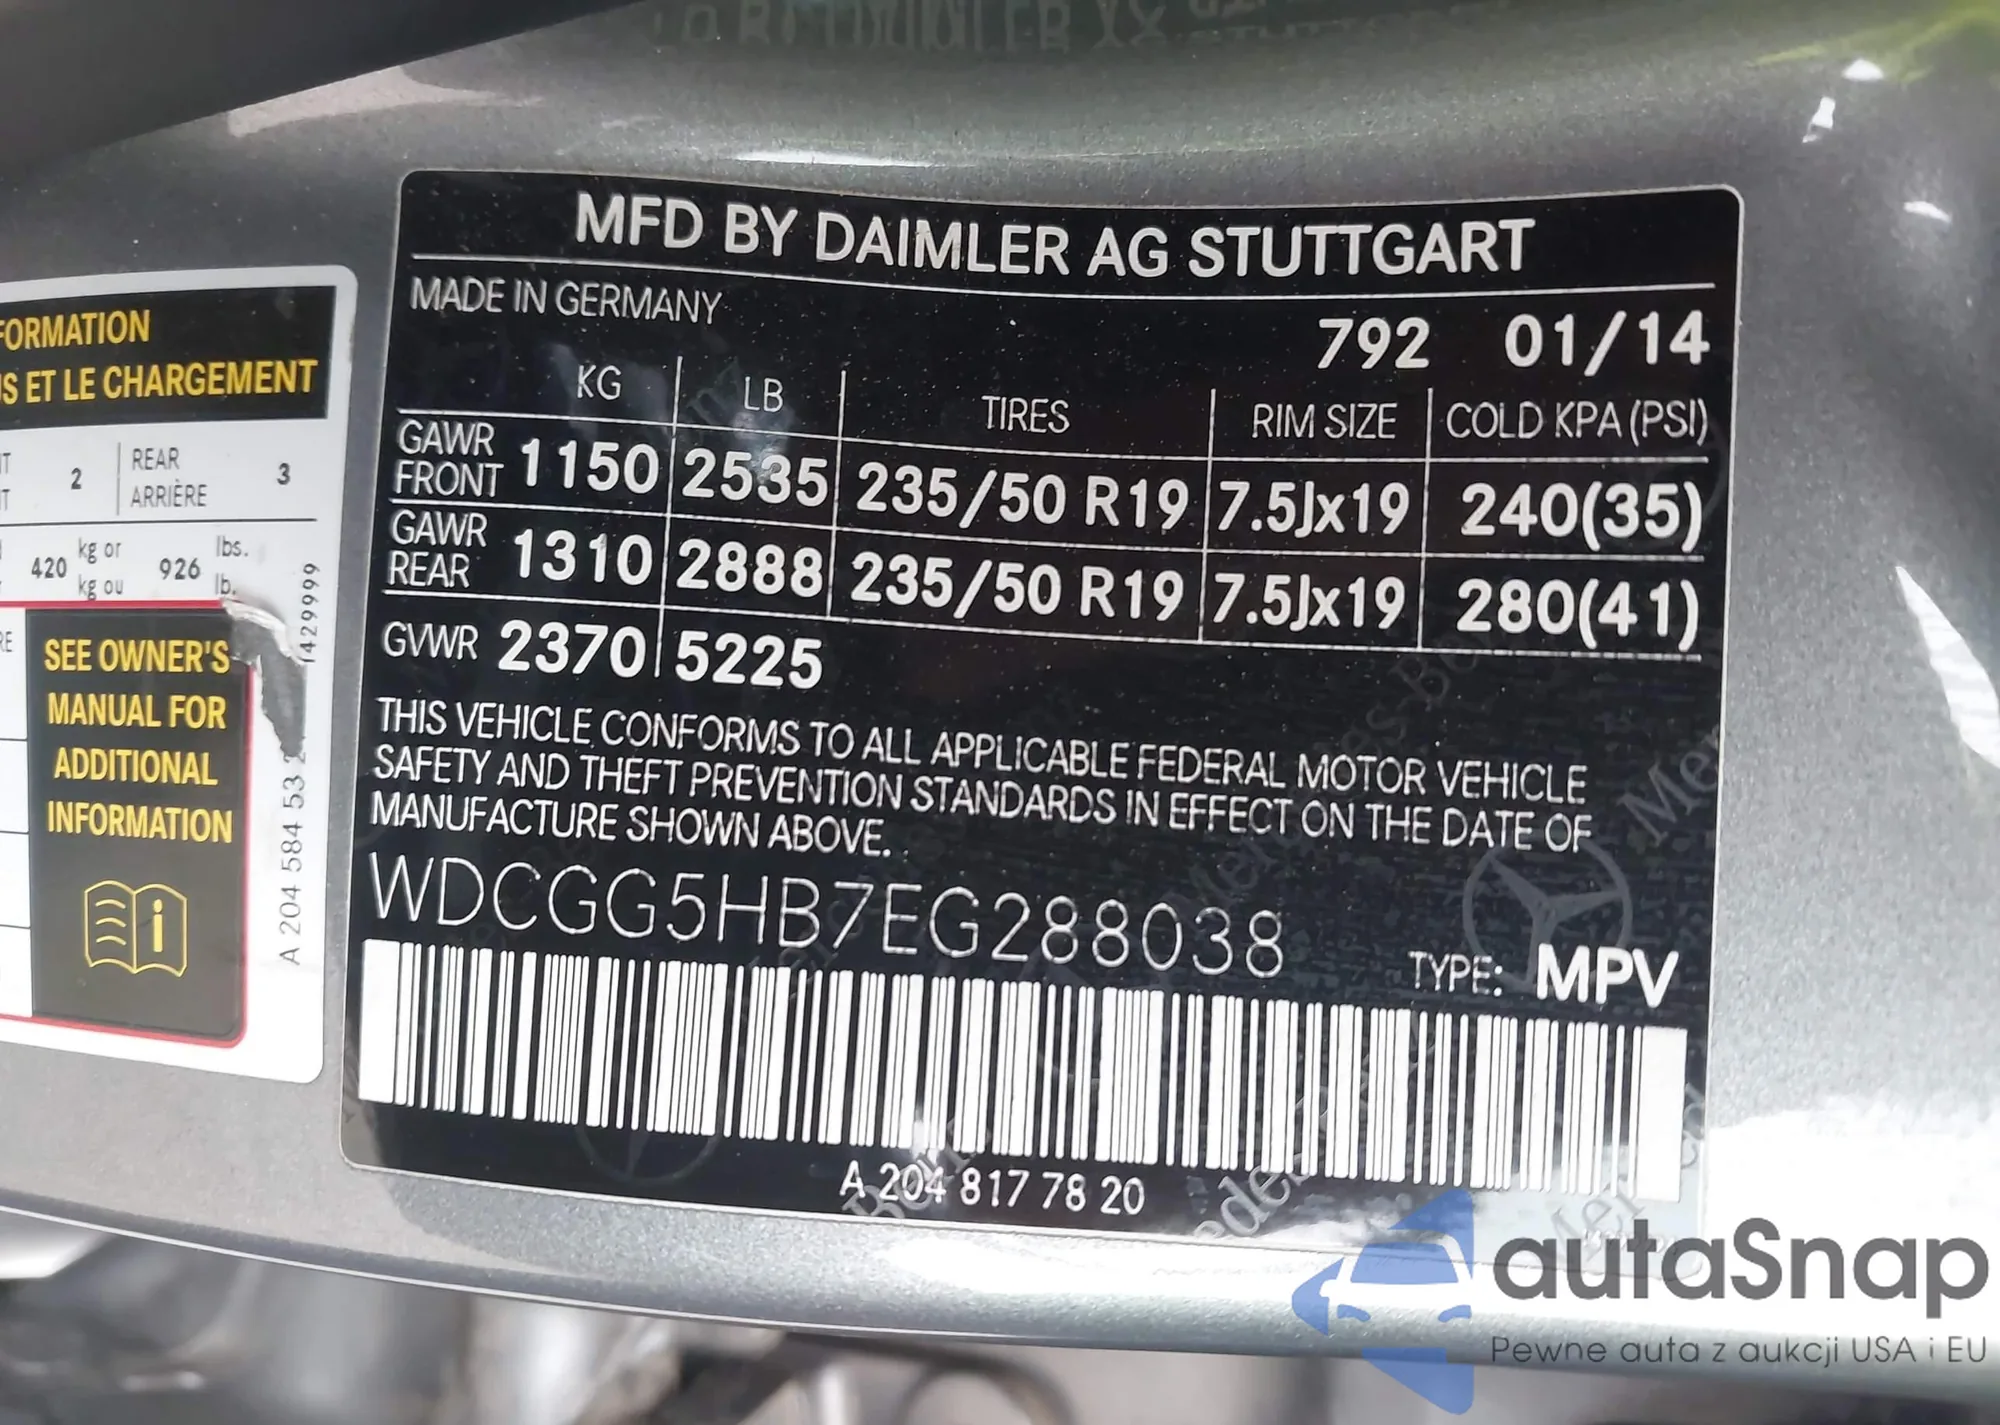 FORMATION
S ET LE CHARGEMENT
2 REAR 3
ARRIÈRE
420 kg or 926 lbs.
kg ou lb.
SEE OWNER'S
MANUAL FOR
ADDITIONAL
INFORMATION
i
A 204 584 53
MFD BY DAIMLER AG STUTTGART
MADE IN GERMANY
792 01/14
KG LB TIRES RIM SIZE COLD KPA (PSI)
GAWR
FRONT 1150 2535 235/50 R19 7.5Jx19 240(35)
GAWR
REAR 1310 2888 235/50 R19 7.5Jx19 280(41)
GVWR 2370 5225
THIS VEHICLE CONFORMS TO ALL APPLICABLE FEDERAL MOTOR VEHICLE
SAFETY AND THEFT PREVENTION STANDARDS IN EFFECT ON THE DATE OF
MANUFACTURE SHOWN ABOVE.
WDCGG5HB7EG288038
TYPE: MPV
A 204 817 78 20
autaSnap
Pewne auta z aukcji USA i EU